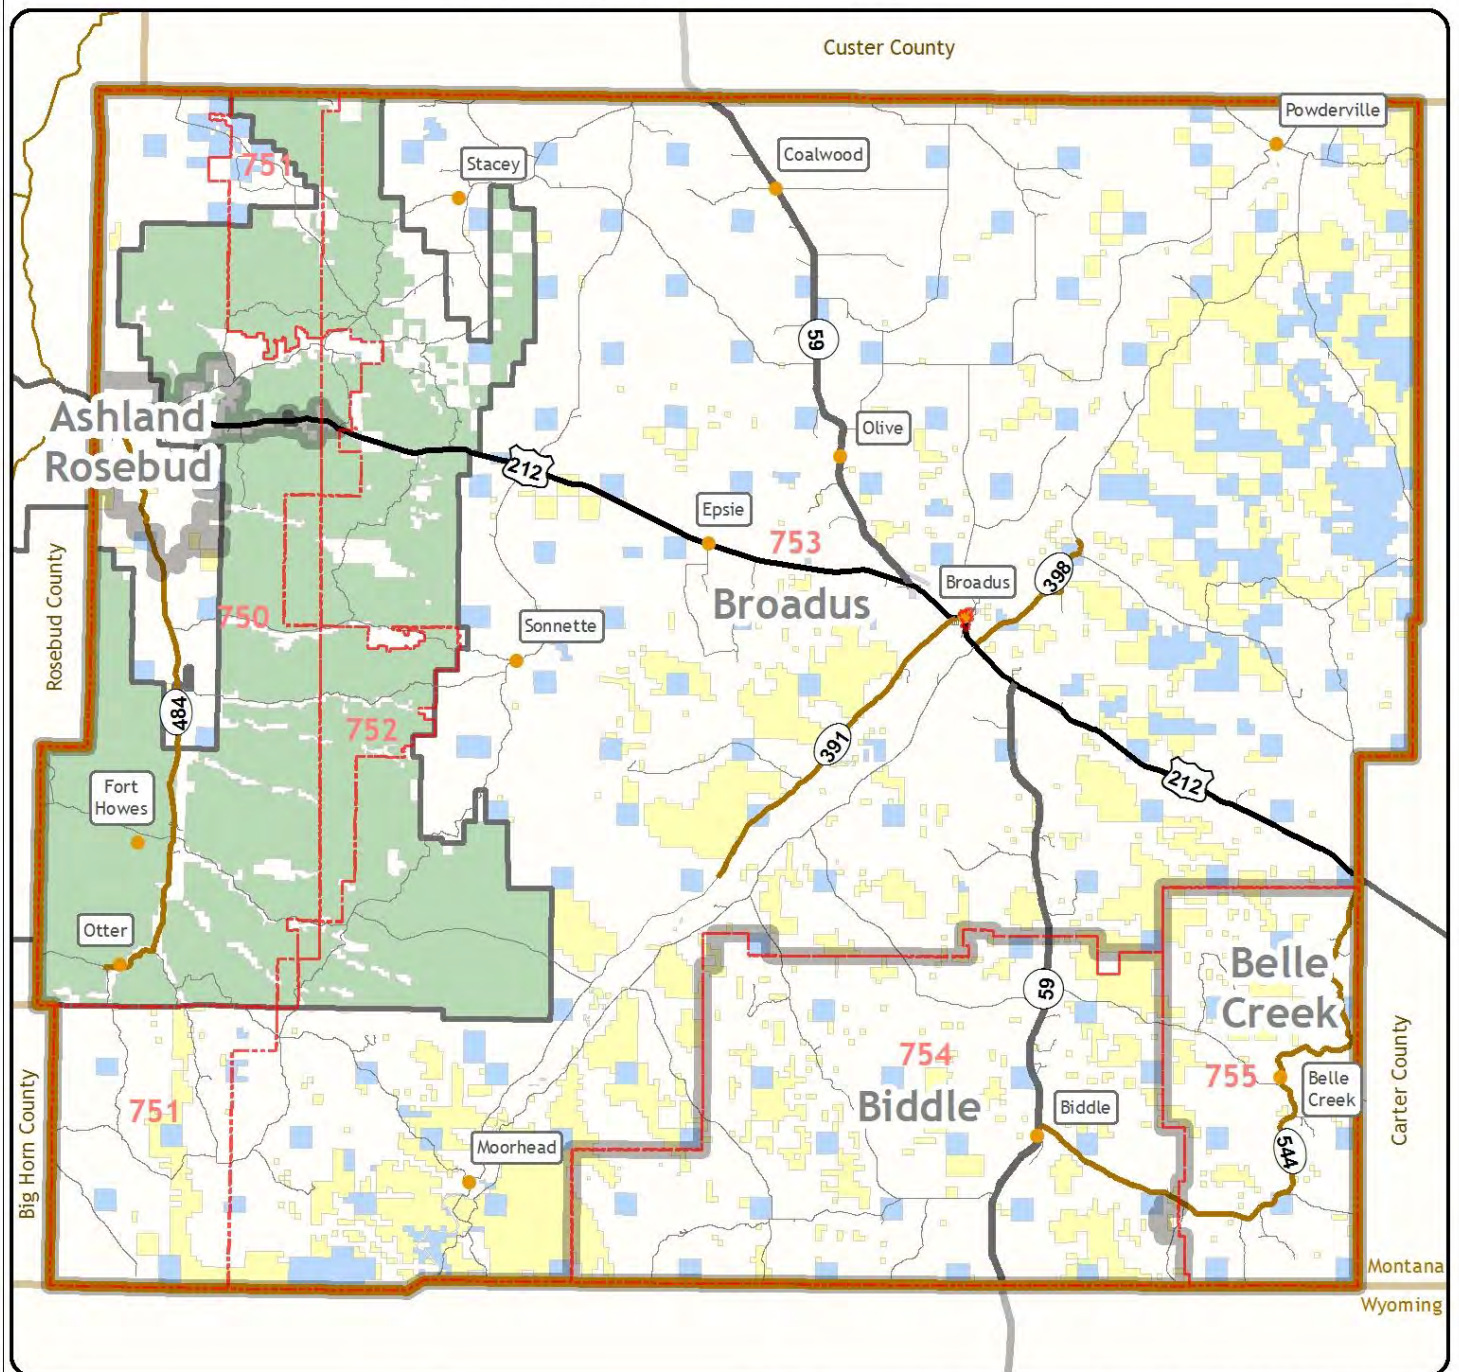 Custer County
Powderville
Coalwood
Stacey
751
59
Ashland
Rosebud
Olive
212
Epsie
753
Rosebud County
Broadus
398
Broadus
750
Sonnette
484
752
391
212
Fort
Howes
Otter
Belle
Creek
59
754
755
Big Horn County
751
Biddle
Biddle
Belle
Creek
Carter County
Moorhead
544
Montana
Wyoming